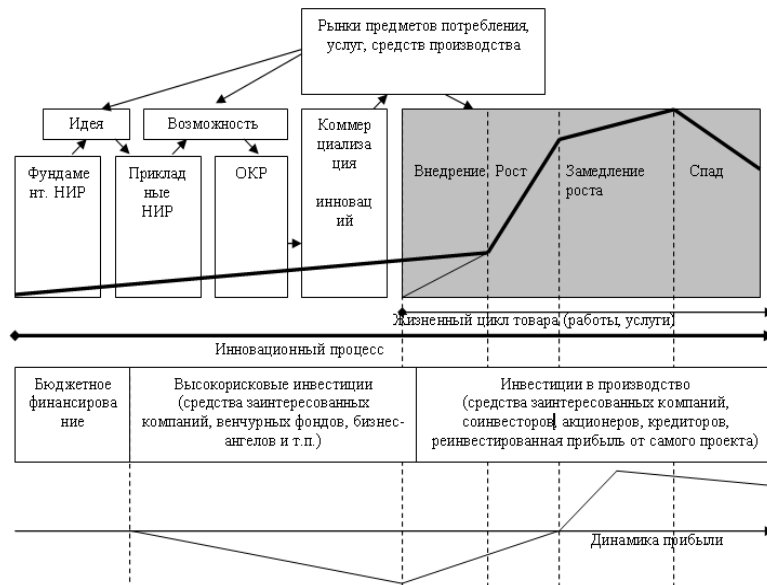 Рынки предметов потребления,
услуг, средств производства
Идея
Возможность
Коммер
циализа
ция
инновац
ий
Фундаме
нт. НИР
Приклад
ные
НИР
ОКР
Внедрение
Рост
Замедление
роста
Спад
Жизненный цикл товара (работы, услуги)
Инновационный процесс
Бюджетное
финансирова
ние
Высокорисковые инвестиции
(средства заинтересованных
компаний, венчурных фондов, бизнес-
ангелов и т.п.)
Инвестиции в производство
(средства заинтересованных компаний,
соинвесторов, акционеров, кредиторов,
реинвестированная прибыль от самого проекта)
Динамика прибыли